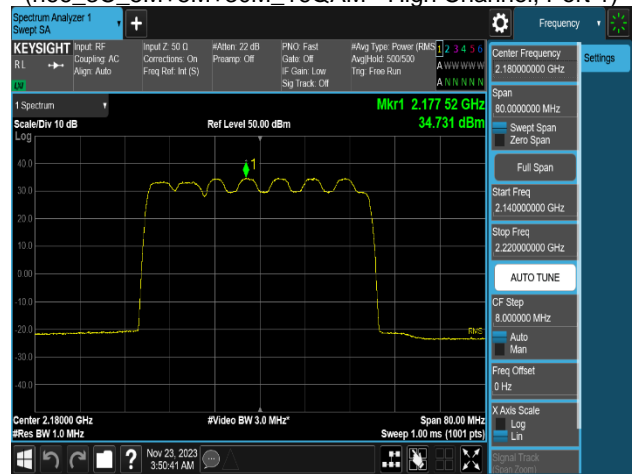 Spectrum Analyzer 1
Swept SA
Frequency
KEYSIGHT
RL
Input: RF
Coupling: AC
Align: Auto
Input Z: 50 Ω
Corrections: On
Freq Ref: Int (S)
#Atten: 22 dB
Preamp: Off
PNO: Fast
Gate: Off
IF Gain: Low
Sig Track: Off
#Avg Type: Power (RMS
Avg|Hold: 500/500
Trig: Free Run
1 2 3 4 5 6
A W W W W W
A N N N N N
Center Frequency
2.180000000 GHz
Settings
Span
80.0000000 MHz
Swept Span
Zero Span
Full Span
Start Freq
2.140000000 GHz
Stop Freq
2.220000000 GHz
AUTO TUNE
CF Step
8.000000 MHz
Auto
Man
Freq Offset
0 Hz
X Axis Scale
Log
Lin
Signal Track
(Span Zoom)
1 Spectrum
Scale/Div 10 dB
Log
Ref Level 50.00 dBm
Mkr1 2.177 52 GHz
34.731 dBm
1
40.0
30.0
20.0
10.0
0.00
-10.0
-20.0
-30.0
-40.0
RMS
Center 2.18000 GHz
#Res BW 1.0 MHz
#Video BW 3.0 MHz*
Span 80.00 MHz
Sweep 1.00 ms (1001 pts)
Nov 23, 2023
3:50:41 AM